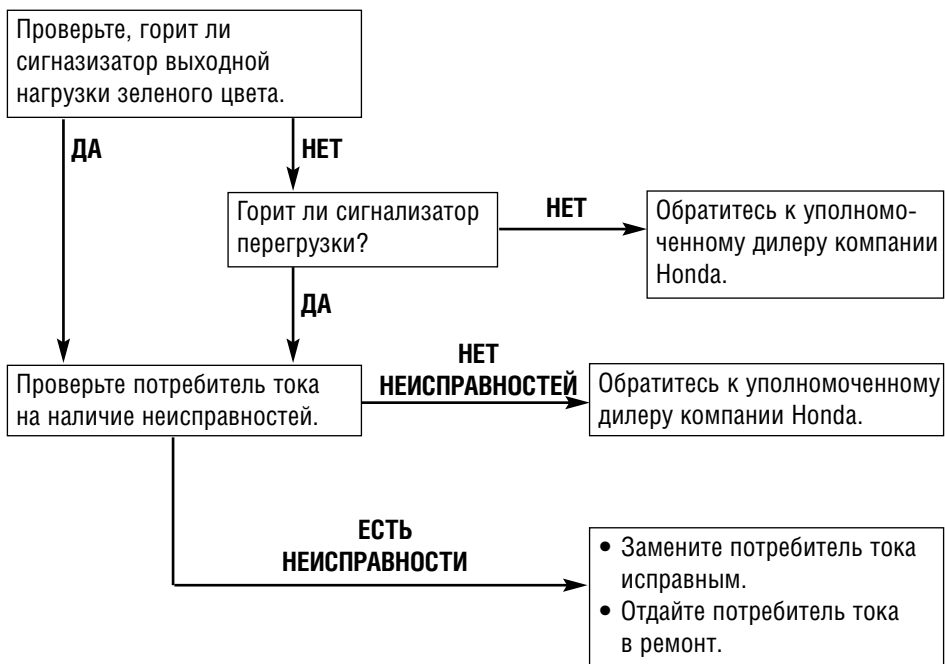 Проверьте, горит ли
сигназизатор выходной
нагрузки зеленого цвета.
ДА
НЕТ
Горит ли сигнализатор
перегрузки?
НЕТ
Обратитесь к уполномо-
ченному дилеру компании
Honda.
ДА
Проверьте потребитель тока
на наличие неисправностей.
НЕТ
НЕИСПРАВНОСТЕЙ
Обратитесь к уполномоченному
дилеру компании Honda.
ЕСТЬ
НЕИСПРАВНОСТИ
• Замените потребитель тока
исправным.
• Отдайте потребитель тока
в ремонт.